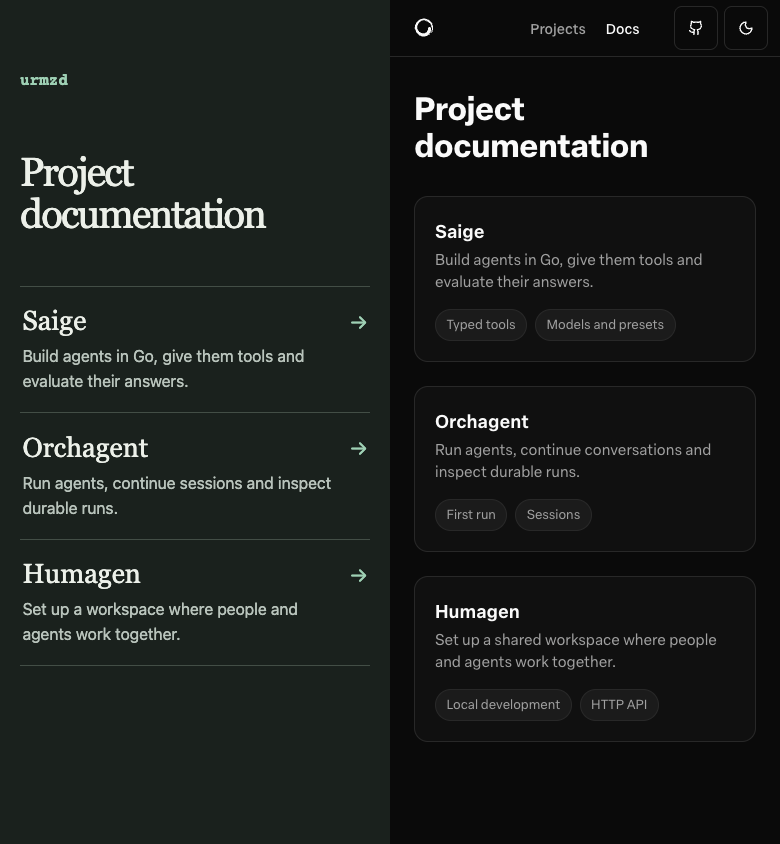 urmzd
Project
documentation
Saige
Build agents in Go, give them tools and
evaluate their answers.
Orchagent
Run agents, continue sessions and inspect
durable runs.
Humagen
Set up a workspace where people and
agents work together.
Projects
Docs
Project
documentation
Saige
Build agents in Go, give them tools and
evaluate their answers.
Typed tools
Models and presets
Orchagent
Run agents, continue conversations and
inspect durable runs.
First run
Sessions
Humagen
Set up a shared workspace where people
and agents work together.
Local development
HTTP API